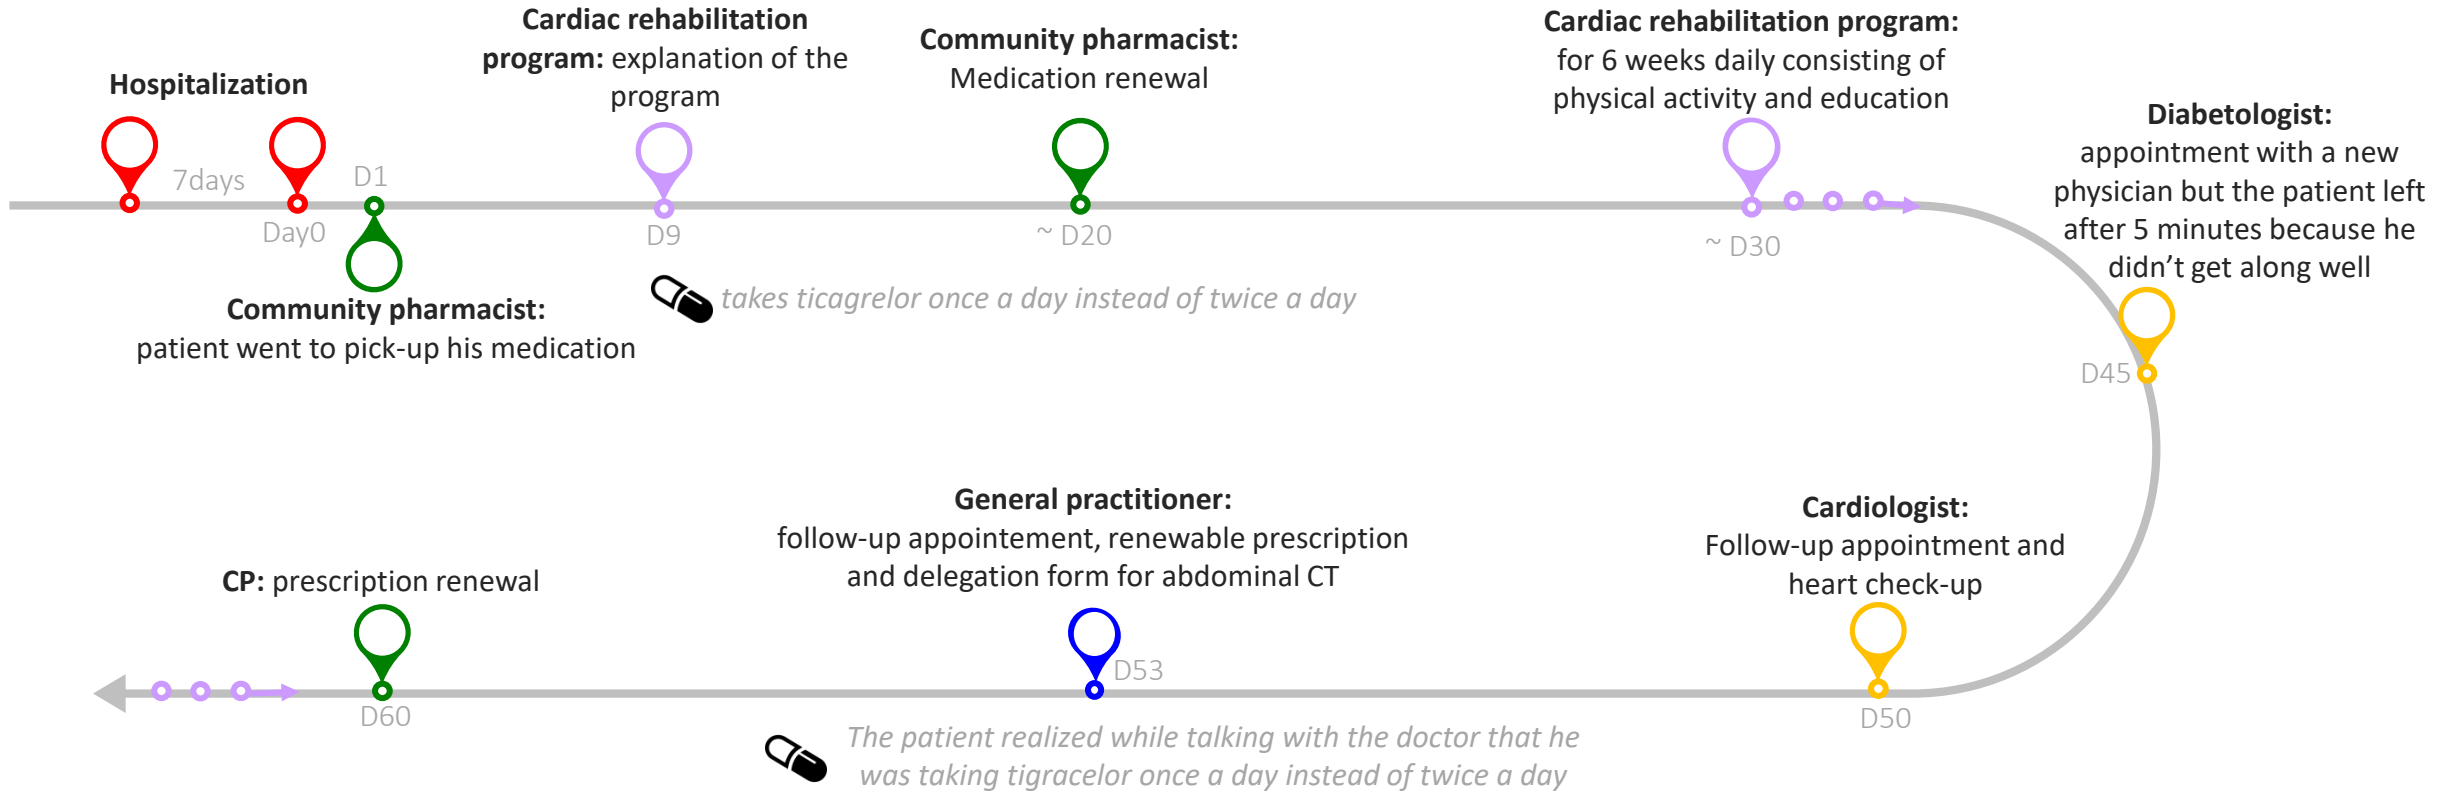 Hospitalization
7days
Day0
D1
Community pharmacist:
patient went to pick-up his medication
Cardiac rehabilitation
program: explanation of the
program
D9
takes ticagrelor once a day instead of twice a day
Community pharmacist:
Medication renewal
~ D20
Cardiac rehabilitation program:
for 6 weeks daily consisting of
physical activity and education
~ D30
Diabetologist:
appointment with a new
physician but the patient left
after 5 minutes because he
didn't get along well
D45
Cardiologist:
Follow-up appointment and
heart check-up
D50
General practitioner:
follow-up appointement, renewable prescription
and delegation form for abdominal CT
D53
The patient realized while talking with the doctor that he
was taking tigracelor once a day instead of twice a day
CP: prescription renewal
D60